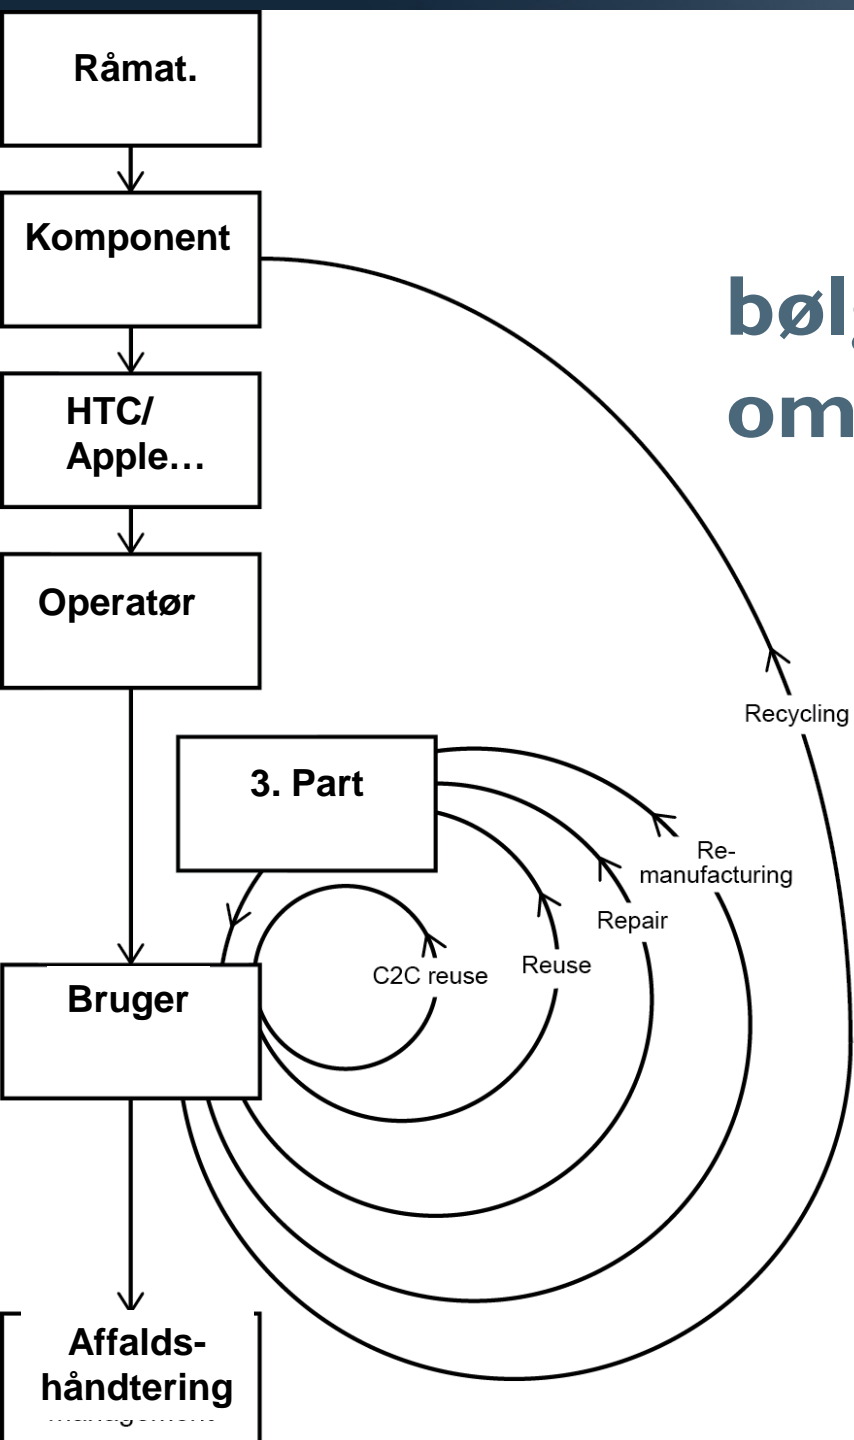 Råmat.
Komponent
bøl
om
HTC/
Apple...
Operatør
Recycling
3. Part
Re-
manufacturing
Repair
Reuse
C2C reuse
Bruger
Affalds-
håndtering